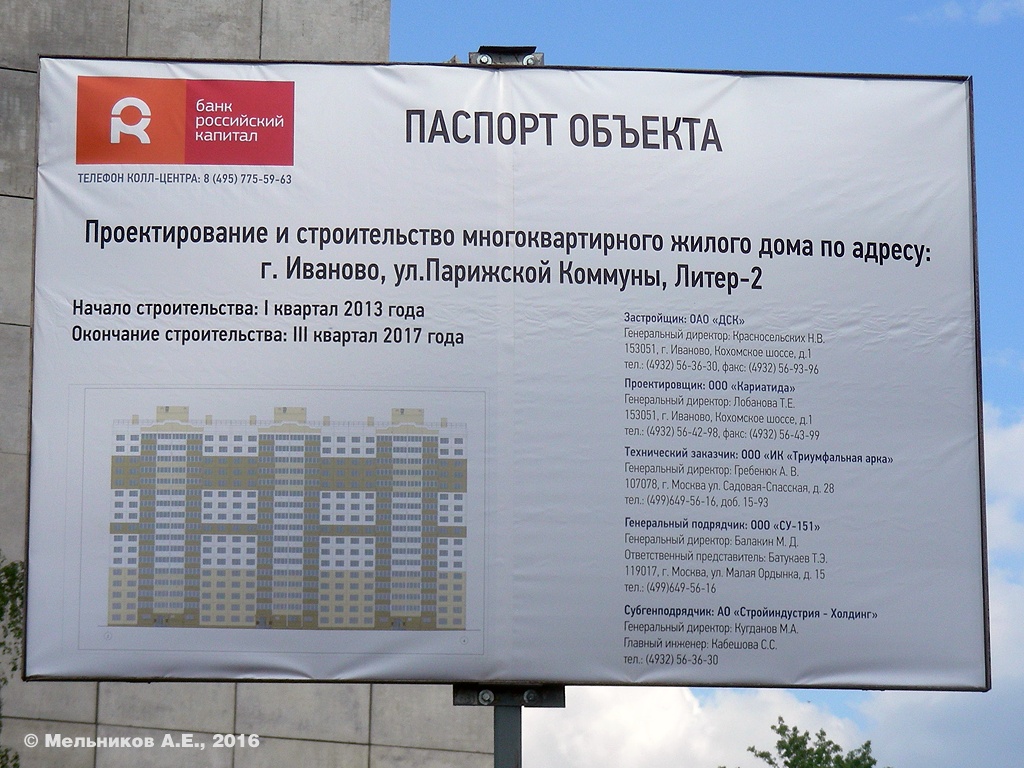 банк
российский
капитал
ТЕЛЕФОН КОЛЛ-ЦЕНТРА: 8 (495) 775-59-63
ПАСПОРТ ОБЪЕКТА
Проектирование и строительство многоквартирного жилого дома по адресу:
г. Иваново, ул.Парижской Коммуны, Литер-2
Начало строительства: I квартал 2013 года
Окончание строительства: III квартал 2017 года
Застройщик: ОАО «ДСК»
Генеральный директор: Красносельских Н.В.
153051, г. Иваново, Кохомское шоссе, д.1
тел.: (4932) 56-36-30, факс: (4932) 56-93-96
Проектировщик: ООО «Кариатида»
Генеральный директор: Лобанова Т.Е.
153051, г. Иваново, Кохомское шоссе, д.1
тел.: (4932) 56-42-98, факс: (4932) 56-43-99
Технический заказчик: ООО «ИК «Триумфальная арка»
Генеральный директор: Гребенюк А. В.
107078, г. Москва ул. Садовая-Спасская, д. 28
тел.: (499)649-56-16, доб. 15-93
Генеральный подрядчик: ООО «СУ-151»
Генеральный директор: Балакин М. Д.
Ответственный представитель: Батукаев Т.Э.
119017, г. Москва, ул. Малая Ордынка, д. 15
тел.: (499)649-56-16
Субгенподрядчик: АО «Стройиндустрия - Холдинг»
Генеральный директор: Кугданов М.А.
Главный инженер: Кабешова С.С.
тел.: (4932) 56-36-30
© Мельников А.Е., 2016